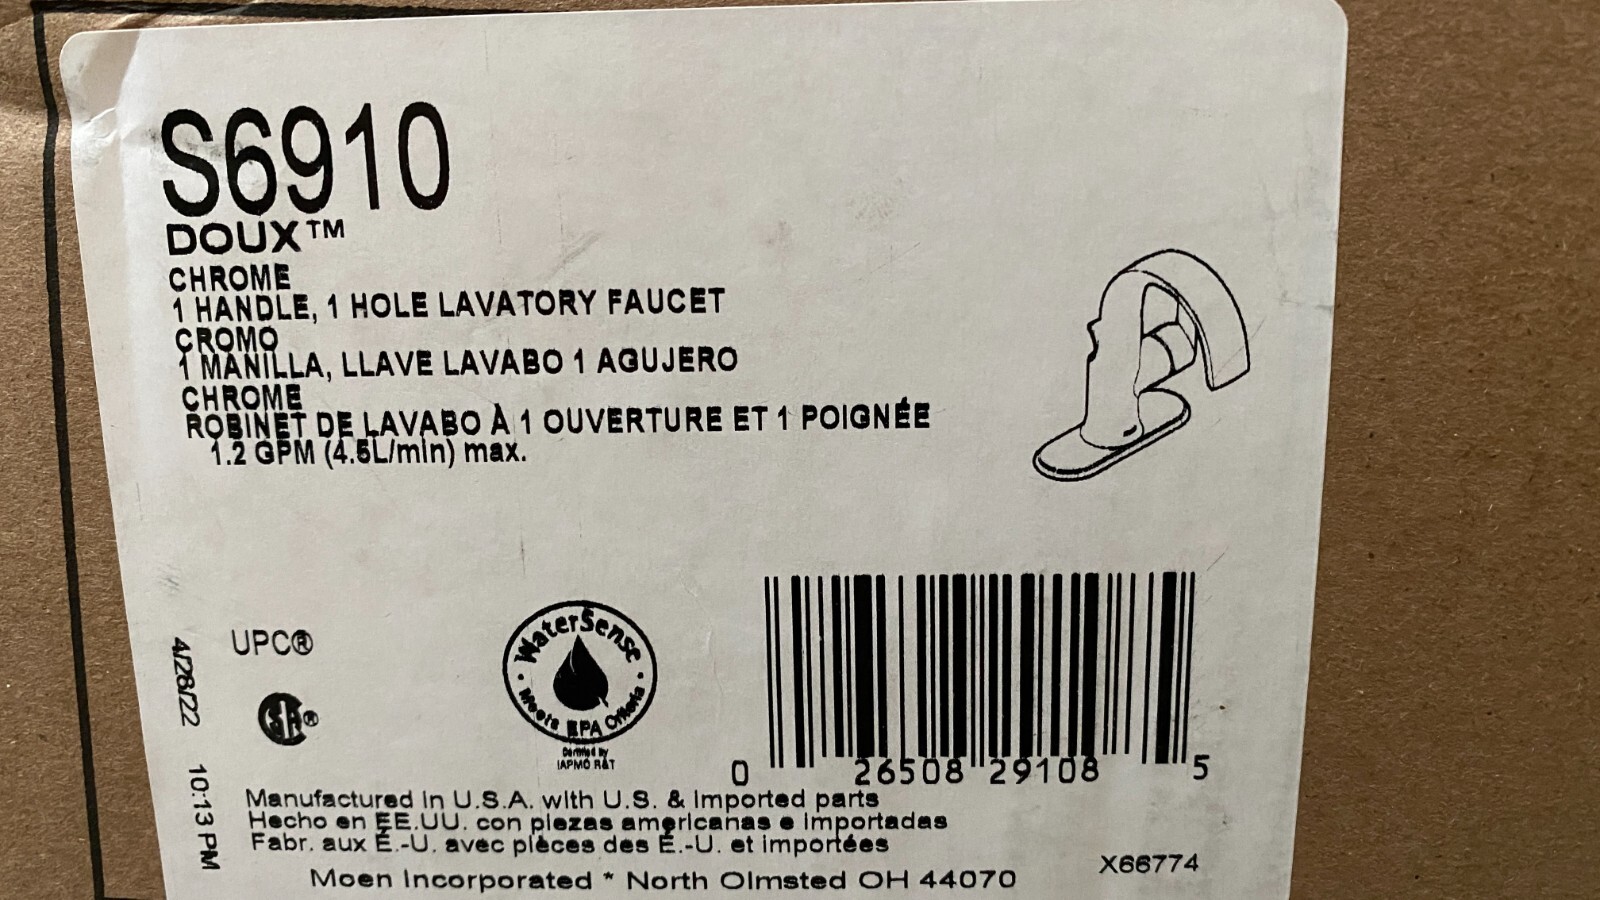 S6910
DOUX™
CHROME
1 HANDLE, 1 HOLE LAVATORY FAUCET
CROMO
1 MANILLA, LLAVE LAVABO 1 AGUJERO
CHROME
ROBINET DE LAVABO À 1 OUVERTURE ET 1 POIGNÉE
1.2 GPM (4.5L/min) max.
4/28/22 10:13 PM
UPC®
SA®
WaterSense
Meets EPA Criteria
Certified by
IAPMO R&T
0 26508 29108 5
Manufactured in U.S.A. with U.S. & imported parts
Hecho en EE.UU. con piezas americanas e importadas
Fabr. aux É.-U. avec pièces des É.-U. et importées
Moen Incorporated * North Olmsted OH 44070
X66774